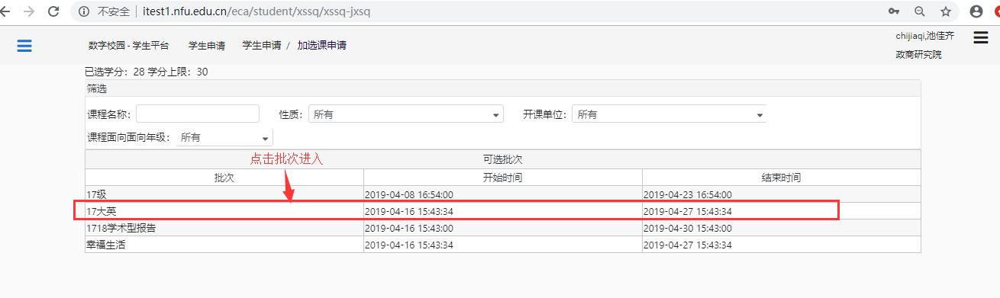 不安全 itest1.nfu.edu.cn/eca/student/xssq/xssq-jxsq
数字校园 - 学生平台 学生申请 学生申请 / 加选课申请 chijiaqi,池佳齐
政商研究院
已选学分：28 学分上限：30
筛选
课程名称： 性质： 所有 开课单位： 所有
课程面向面向年级： 所有
点击批次进入 可选批次
批次 开始时间 结束时间
17级 2019-04-08 16:54:00 2019-04-23 16:54:00
17大英 2019-04-16 15:43:34 2019-04-27 15:43:34
1718学术型报告 2019-04-16 15:43:00 2019-04-30 15:43:00
幸福生活 2019-04-16 15:43:34 2019-04-27 15:43:34